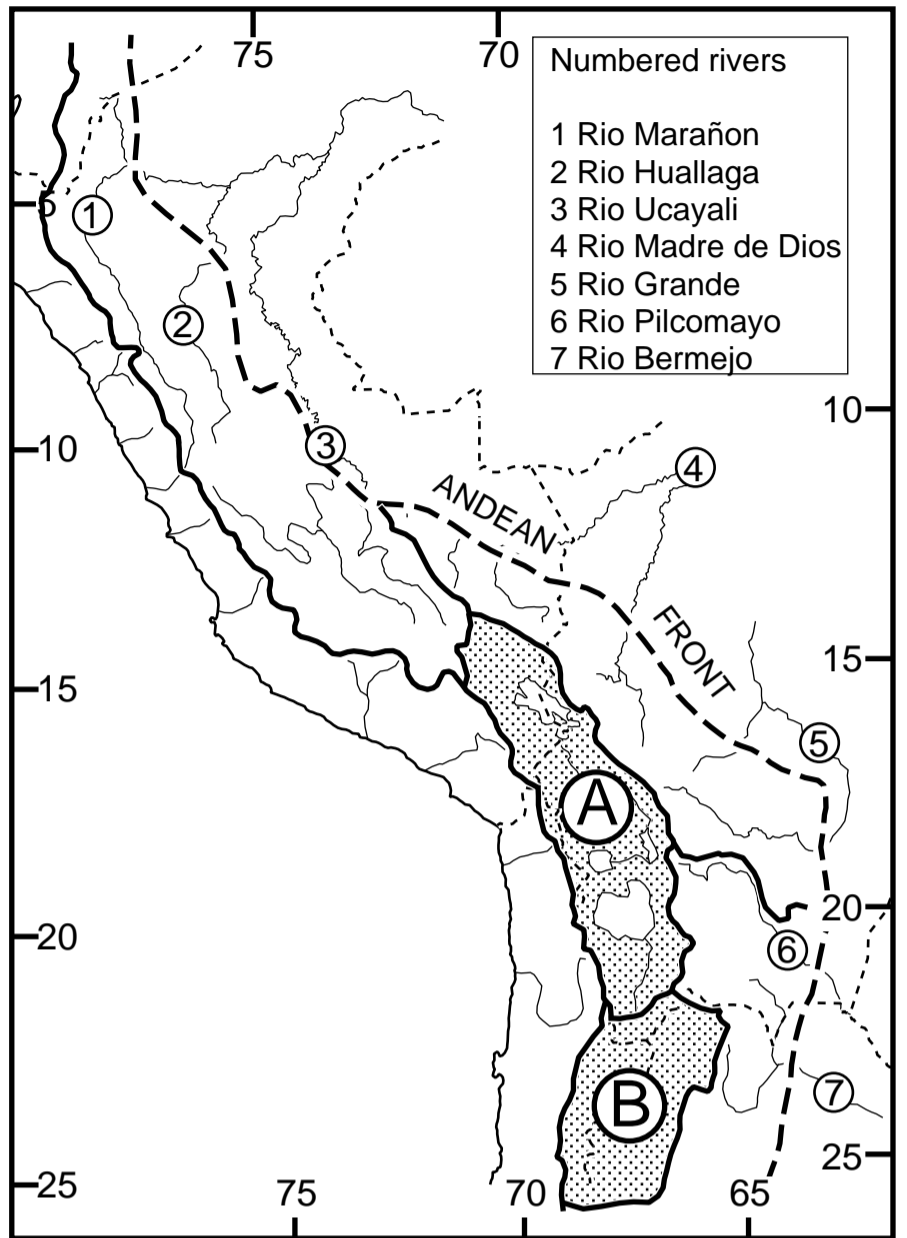 75
70
Numbered rivers
1 Rio Marañon
2 Rio Huallaga
3 Rio Ucayali
4 Rio Madre de Dios
5 Rio Grande
6 Rio Pilcomayo
7 Rio Bermejo
5
1
2
10
10
3
4
ANDEAN
FRONT
15
15
5
A
20
20
6
B
7
25
25
75
70
65